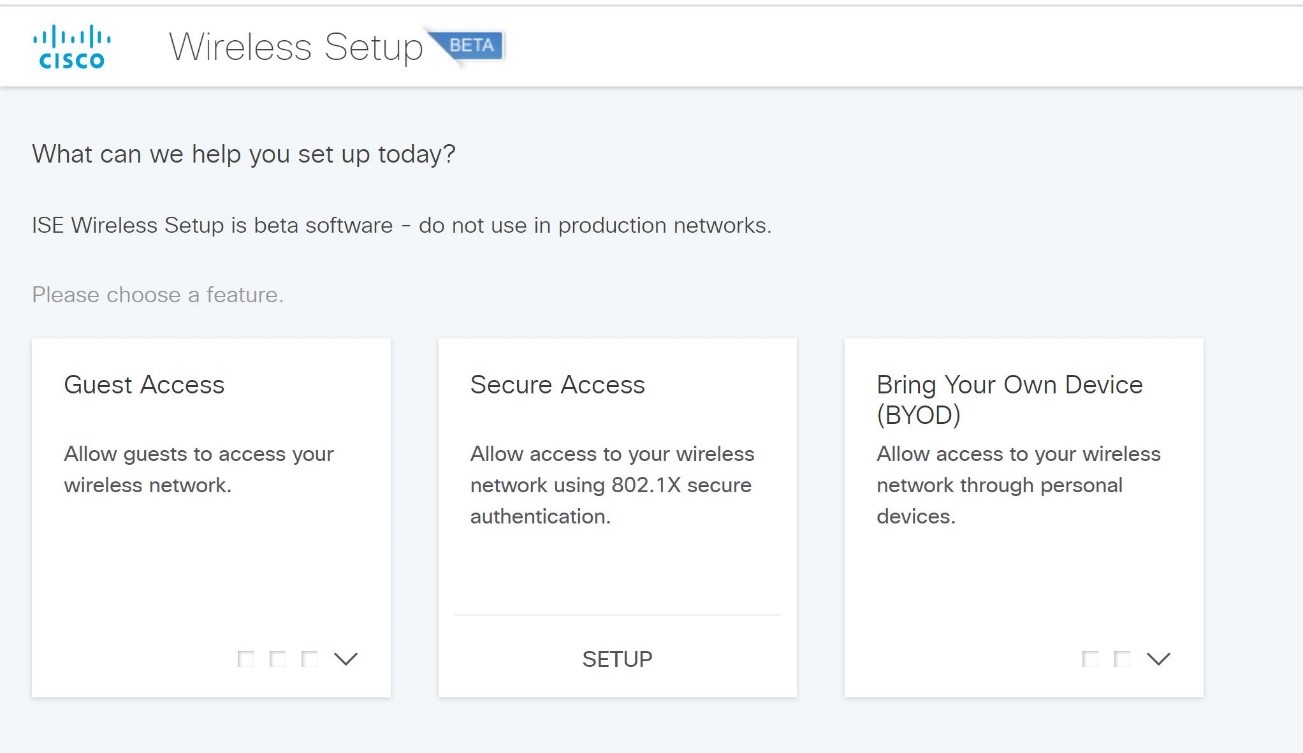 CISCO
Wireless Setup BETA
What can we help you set up today?
ISE Wireless Setup is beta software - do not use in production networks.
Please choose a feature.
Guest Access
Allow guests to access your
wireless network.
Secure Access
Allow access to your wireless
network using 802.1X secure
authentication.
SETUP
Bring Your Own Device
(BYOD)
Allow access to your wireless
network through personal
devices.